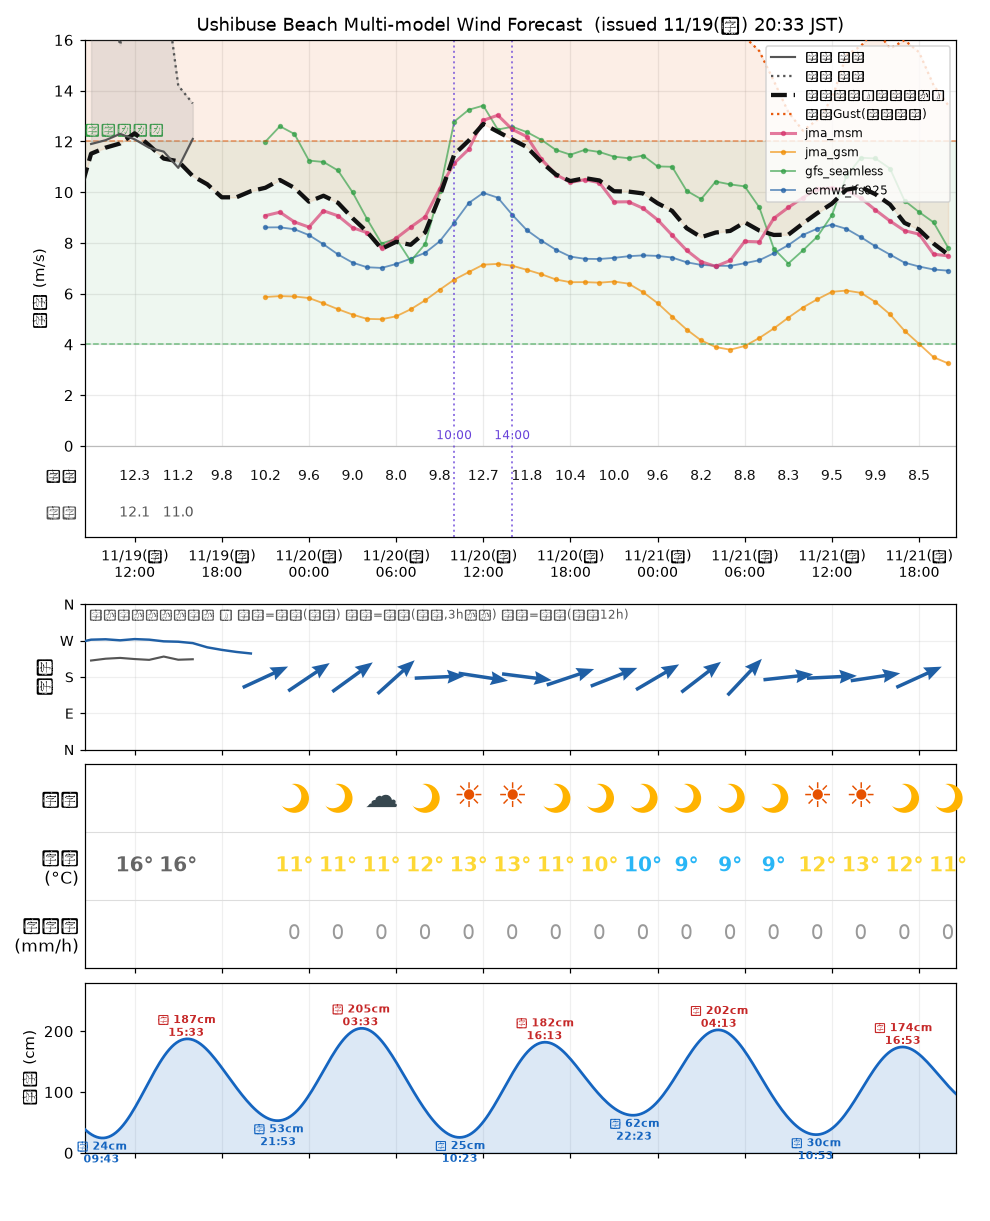 Ushibuse Beach Multi-model Wind Forecast (issued 11/19( ) 20:33 JST)
16
14
12
10
8
6
4
2
0
(m/s)
Gust( )
jma_msm
jma_gsm
gfs_seamless
ecmwf_ifs025
10:00 14:00
12.3 11.2 9.8 10.2 9.6 9.0 8.0 9.8 12.7 11.8 10.4 10.0 9.6 8.2 8.8 8.3 9.5 9.9 8.5
12.1 11.0
11/19( ) 11/19( ) 11/20( ) 11/20( ) 11/20( ) 11/20( ) 11/21( ) 11/21( ) 11/21( ) 11/21( )
12:00 18:00 00:00 06:00 12:00 18:00 00:00 06:00 12:00 18:00
= ( ) = ( ,3h ) = ( 12h)
N
W
S
E
N
(°C)
16° 16° 11° 11° 11° 12° 13° 13° 11° 10° 10° 9° 9° 9° 12° 13° 12° 11°
(mm/h)
0 0 0 0 0 0 0 0 0 0 0 0 0 0 0 0
(cm)
200
100
0
187cm
15:33
205cm
03:33
182cm
16:13
202cm
04:13
174cm
16:53
24cm
09:43
53cm
21:53
25cm
10:23
62cm
22:23
30cm
10:53